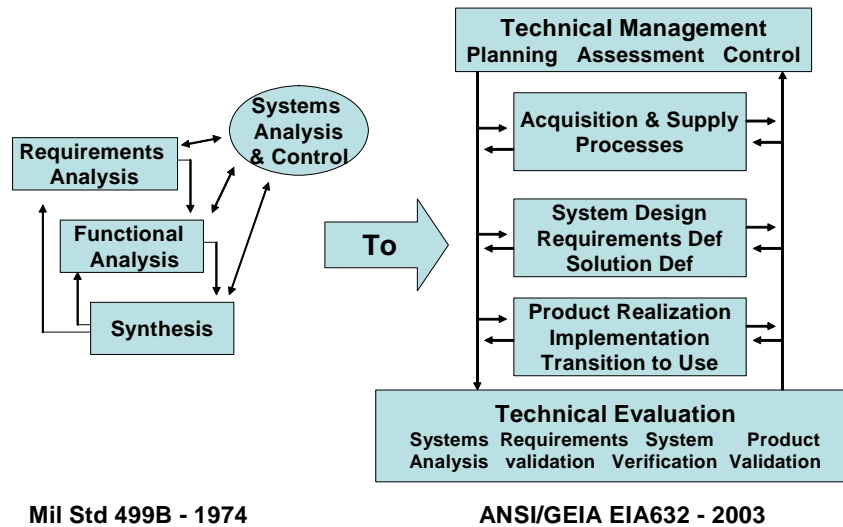 Systems
Analysis
& Control
Requirements
Analysis
Functional
Analysis
Synthesis
To
Technical Management
Planning Assessment Control
Acquisition & Supply
Processes
System Design
Requirements Def
Solution Def
Product Realization
Implementation
Transition to Use
Technical Evaluation
Systems Requirements System Product
Analysis validation Verification Validation
Mil Std 499B - 1974
ANSI/GEIA EIA632 - 2003